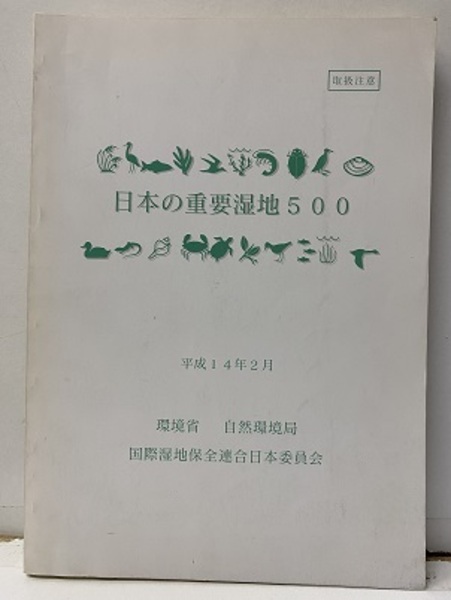 取扱注意
日本の重要湿地５００
平成１４年２月
環境省　自然環境局
国際湿地保全連合日本委員会